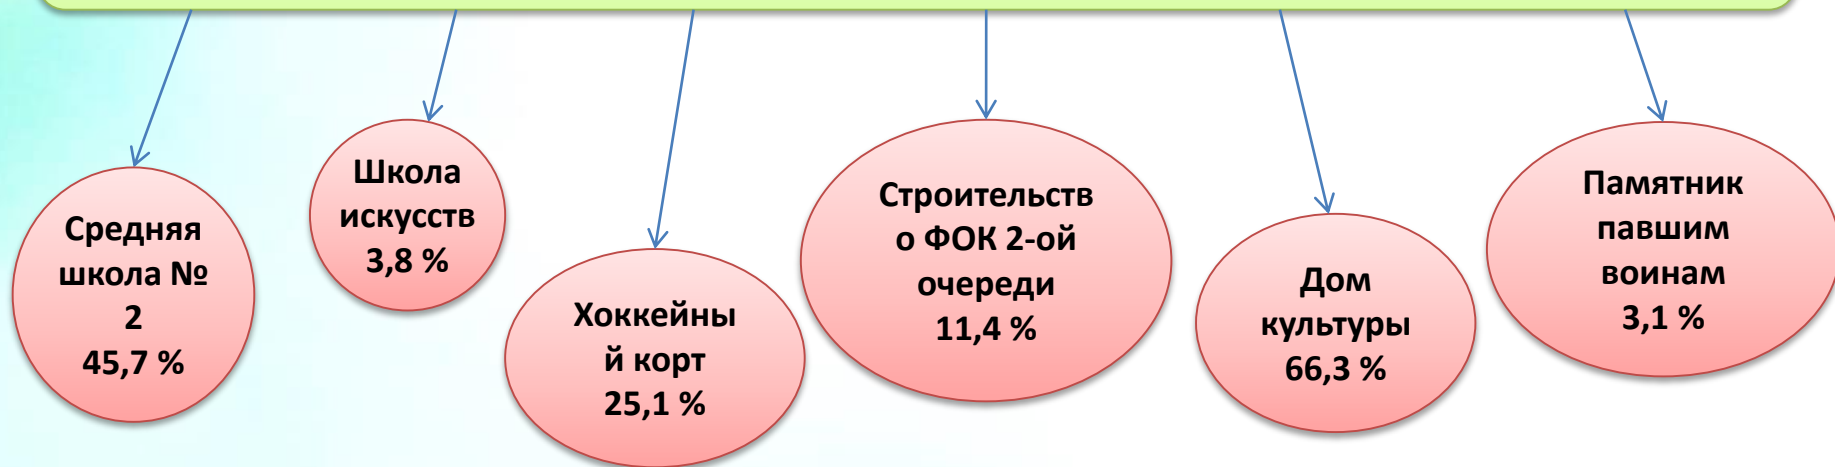 Средняя
школа №
2
45,7 %
Школа
искусств
3,8 %
Хоккейны
й корт
25,1 %
Строительств
о ФОК 2-ой
очереди
11,4 %
Дом
культуры
66,3 %
Памятник
павшим
воинам
3,1 %